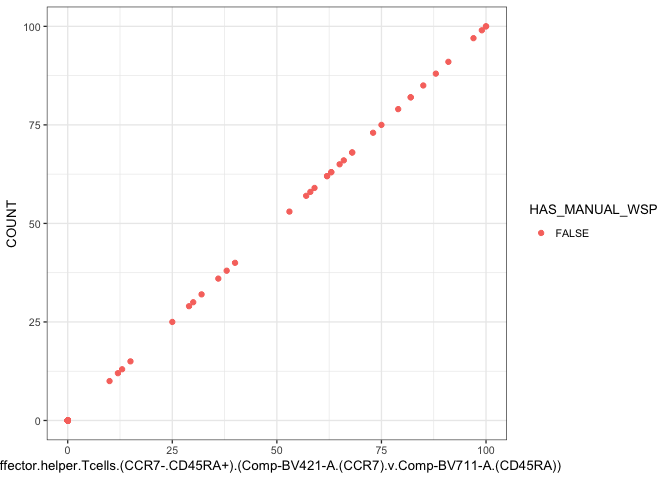 100
75
50
25
0
COUNT
0 25 50 75 100
ffector.helper.Tcells.(CCR7-.CD45RA+).(Comp-BV421-A.(CCR7).v.Comp-BV711-A.(CD45RA))
HAS_MANUAL_WSP
FALSE